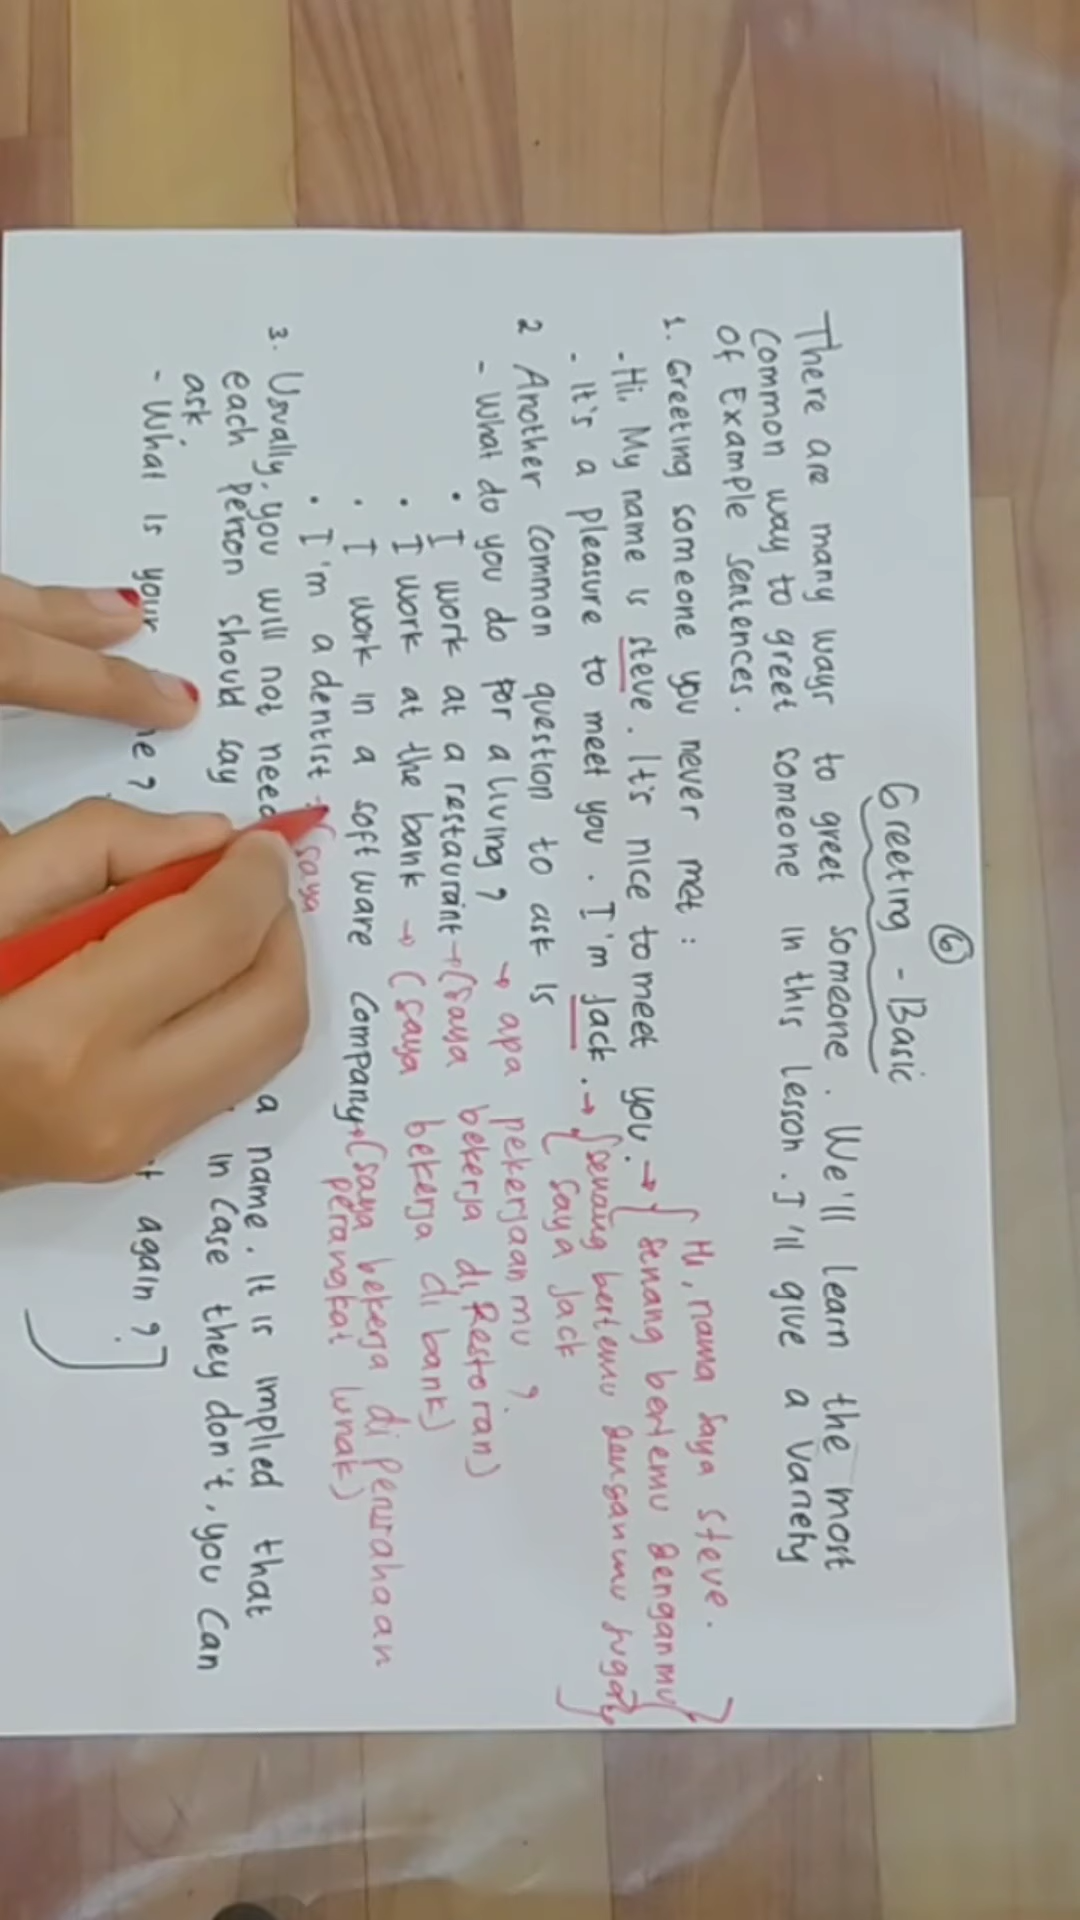 6
Greeting - Basic
There are many ways to greet someone. We'll learn the most
common way to greet someone in this lesson. I'll give a variety
of Example sentences.
1. Greeting someone you never met :
Hi, nama saya steve.
- Hi. My name is steve. It's nice to meet you. → senang bertemu denganmu
. It's a pleasure to meet you. I'm Jack. → senang bertemu denganmu juga
saya Jack
2 Another common question to ask is
- What do you do for a living? → apa pekerjaanmu ?
• I work at a restaurant → (saya bekerja di Restoran)
• I work at the bank → (saya bekerja di bank)
• I work in a software company → (saya bekerja di perusahaan
perangkat lunak)
• I'm a dentist → (saya
3. Usually, you will not need a name. It is implied that
each person should say in case they don't, you can
ask.
- What is your again?